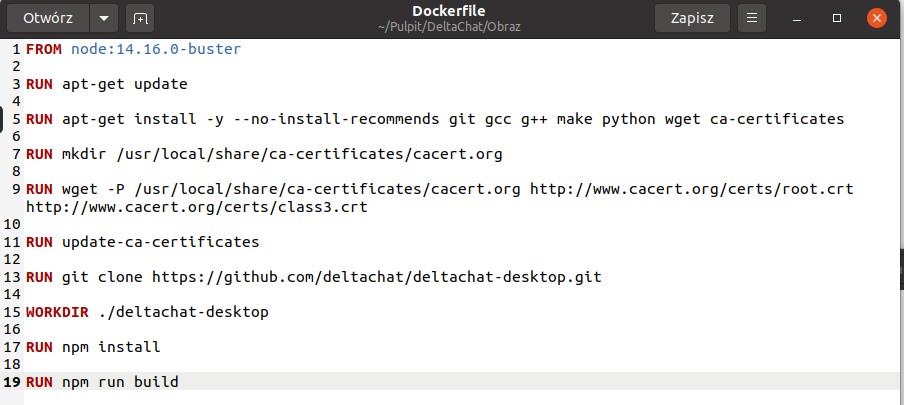 Otwórz
Dockerfile
~/Pulpit/DeltaChat/Obraz
Zapisz
1 FROM node:14.16.0-buster
2
3 RUN apt-get update
4
5 RUN apt-get install -y --no-install-recommends git gcc g++ make python wget ca-certificates
6
7 RUN mkdir /usr/local/share/ca-certificates/cacert.org
8
9 RUN wget -P /usr/local/share/ca-certificates/cacert.org http://www.cacert.org/certs/root.crt
http://www.cacert.org/certs/class3.crt
10
11 RUN update-ca-certificates
12
13 RUN git clone https://github.com/deltachat/deltachat-desktop.git
14
15 WORKDIR ./deltachat-desktop
16
17 RUN npm install
18
19 RUN npm run build